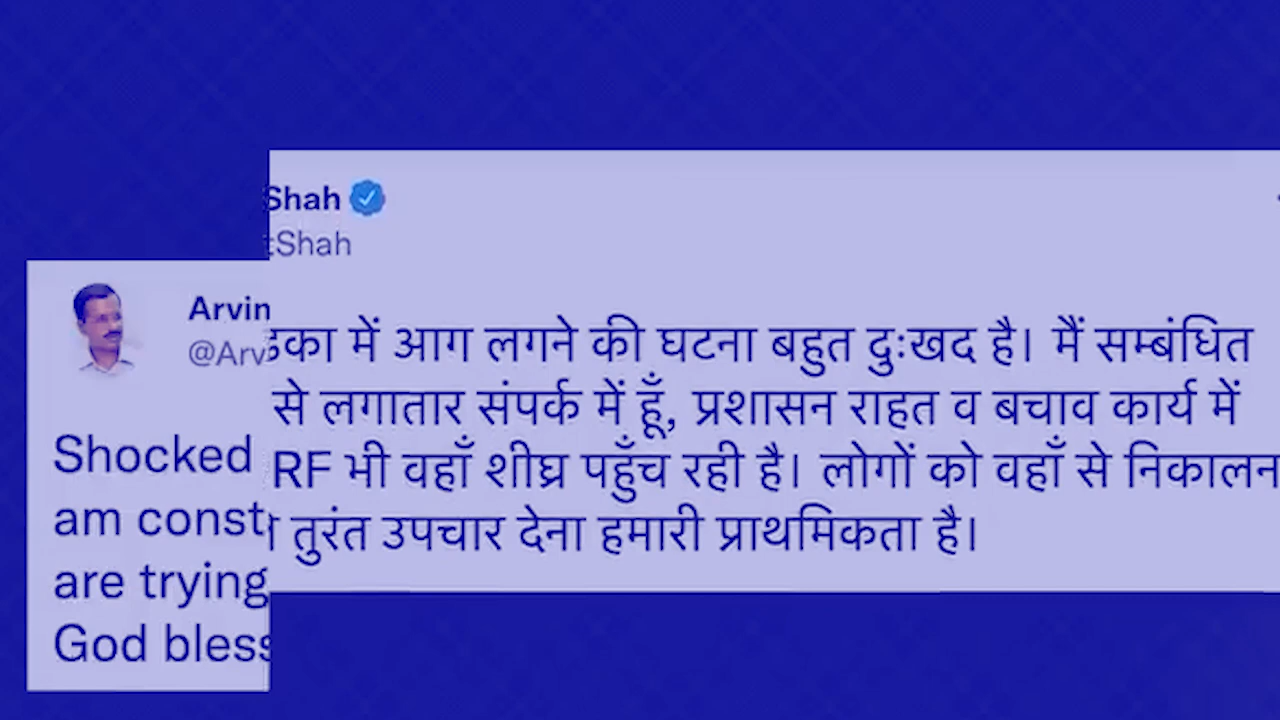 Shah
tShah
में आग लगने की घटना बहुत दुःखद है। मैं सम्बंधित
से लगातार संपर्क में हूँ, प्रशासन राहत व बचाव कार्य में
RF भी वहाँ शीघ्र पहुँच रही है। लोगों को वहाँ से निकालन
तुरंत उपचार देना हमारी प्राथमिकता है।
Arvin
@Arv
Shocked
am const
are trying
God bless